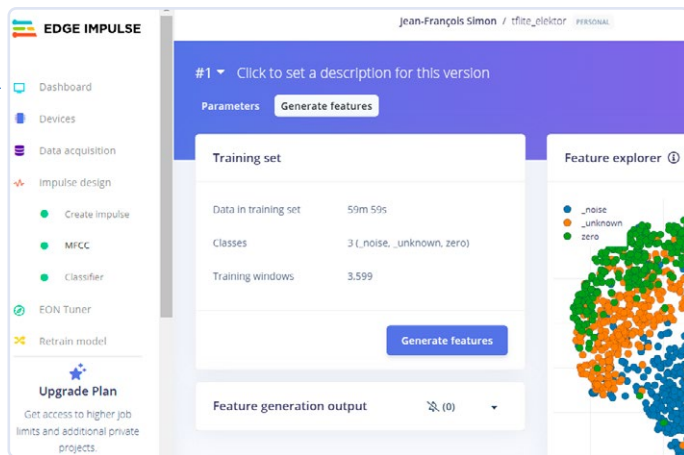 EDGE IMPULSE
Dashboard
Devices
Data acquisition
Impulse design
Create impulse
MFCC
Classifier
EON Tuner
Retrain model
Upgrade Plan
Get access to higher job
limits and additional private
projects.
Jean-François Simon / tflite_elektor PERSONAL
#1 Click to set a description for this version
Parameters Generate features
Training set
Data in training set 59m 59s
Classes 3 (_noise, _unknown, zero)
Training windows 3,599
Generate features
Feature generation output (0)
Feature explorer
_noise
_unknown
zero